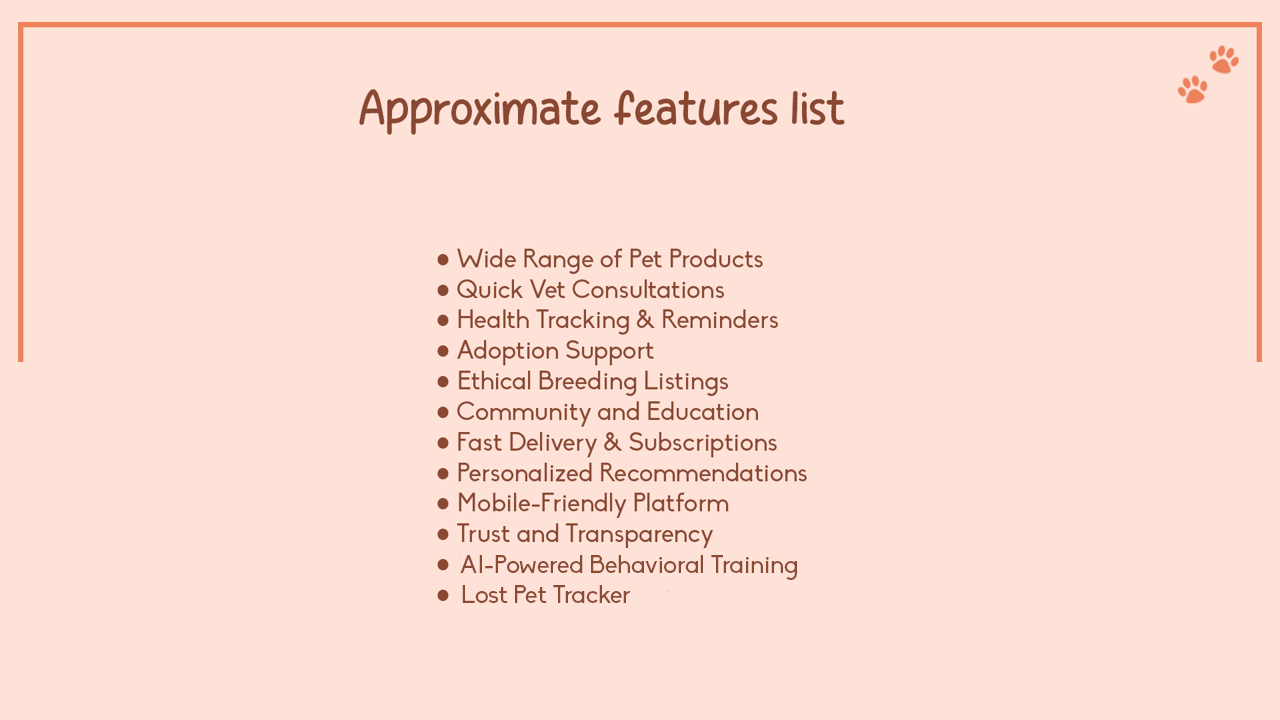 Approximate features list
● Wide Range of Pet Products
● Quick Vet Consultations
● Health Tracking & Reminders
● Adoption Support
● Ethical Breeding Listings
● Community and Education
● Fast Delivery & Subscriptions
● Personalized Recommendations
● Mobile-Friendly Platform
● Trust and Transparency
● AI-Powered Behavioral Training
● Lost Pet Tracker